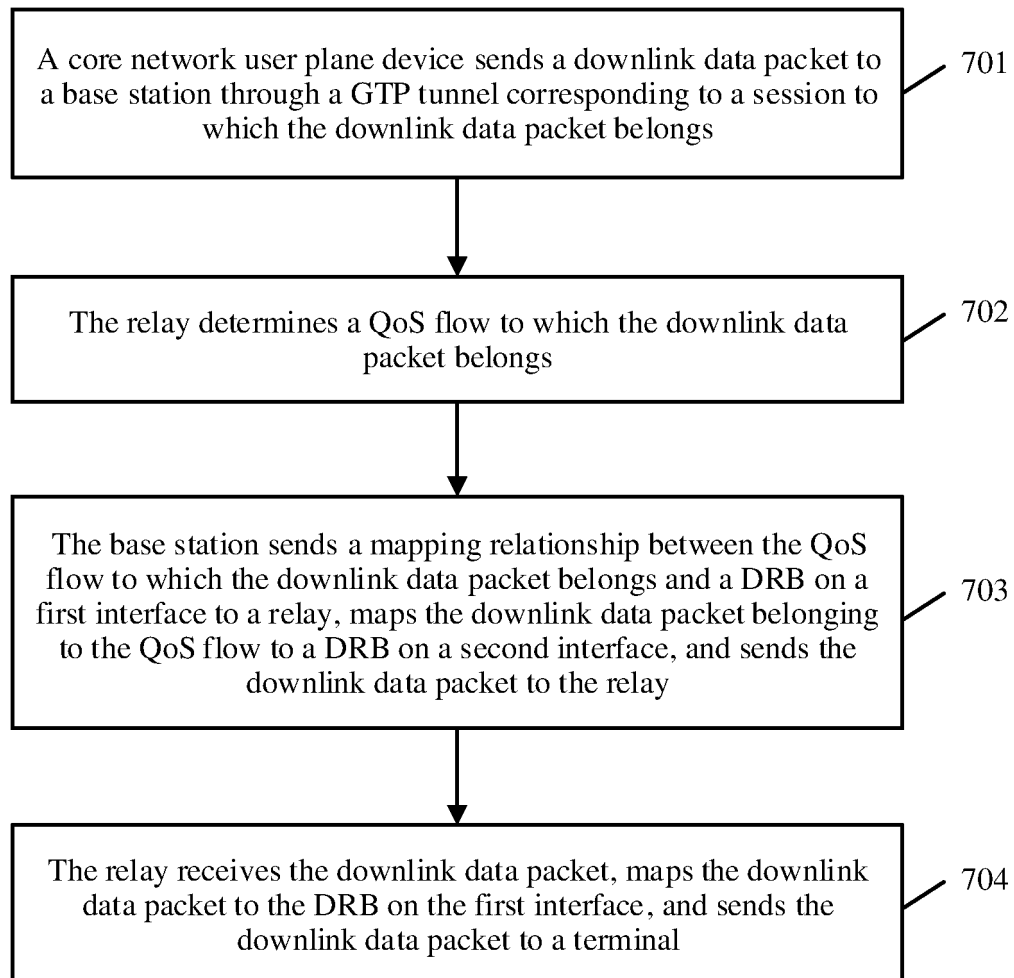 A core network user plane device sends a downlink data packet to
a base station through a GTP tunnel corresponding to a session to
which the downlink data packet belongs
701
The relay determines a QoS flow to which the downlink data
packet belongs
702
The base station sends a mapping relationship between the QoS
flow to which the downlink data packet belongs and a DRB on a
first interface to a relay, maps the downlink data packet belonging
to the QoS flow to a DRB on a second interface, and sends the
downlink data packet to the relay
703
The relay receives the downlink data packet, maps the downlink
data packet to the DRB on the first interface, and sends the
downlink data packet to a terminal
704